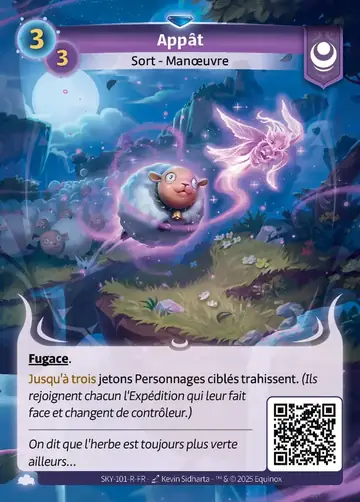 3
Appât
3
Sort - Manœuvre
Fugace.
Jusqu'à trois jetons Personnages ciblés trahissent. (Ils
rejoignent chacun l'Expédition qui leur fait
face et changent de contrôleur.)
On dit que l'herbe est toujours plus verte
ailleurs...
SKY-101-R-FR - Kevin Sidharta - ™ & © 2025 Equinox